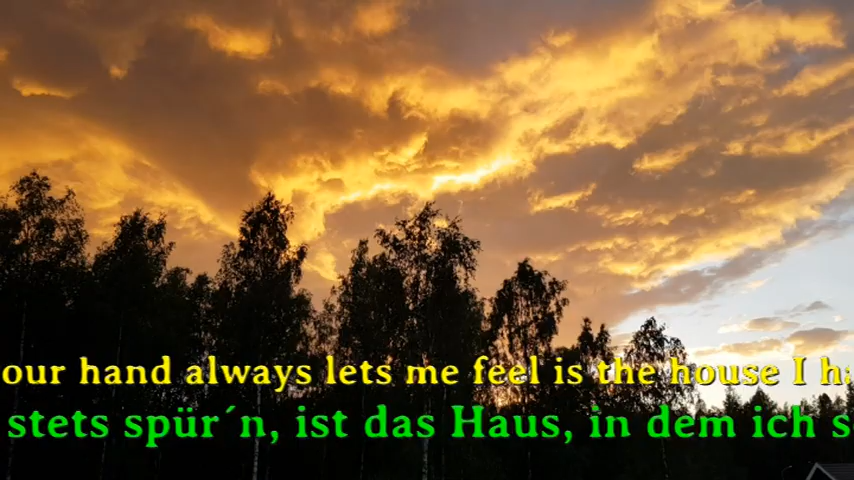 our hand always lets me feel is the house I
stets spür´n, ist das Haus, in dem ich